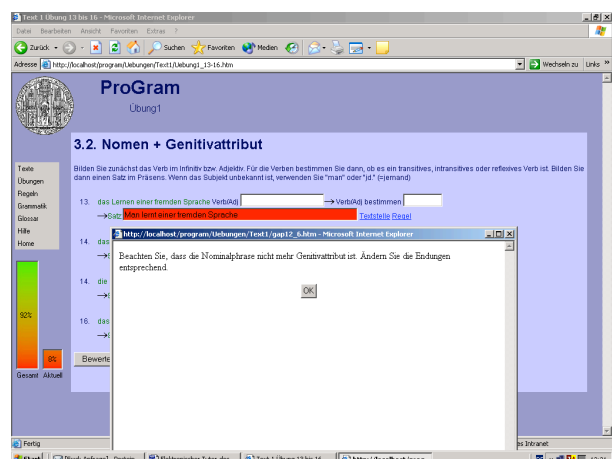 Text 1 Übung 13 bis 16 - Microsoft Internet Explorer
Datei Bearbeiten Ansicht Favoriten Extras ?
Zurück Suchen Favoriten Medien
Adresse http://localhost/program/Uebungen/Text1/Uebung1_13-16.htm Wechseln zu Links »
ProGram
Übung1
3.2. Nomen + Genitivattribut
Texte
Übungen
Regeln
Grammatik
Glossar
Hilfe
Home
Bilden Sie zunächst das Verb im Infinitiv bzw. Adjektiv. Für die Verben bestimmen Sie dann, ob es ein transitives, intransitives oder reflexives Verb ist. Bilden Sie
dann einen Satz im Präsens. Wenn das Subjekt unbekannt ist, verwenden Sie "man" oder "jd." (=jemand)
13. das Lernen einer fremden Sprache Verb/Adj → Verb/Adj bestimmen
→Satz Man lernt einer fremden Sprache Textstelle Regel
http://localhost/program/Uebungen/Text1/gap12_6.htm - Microsoft Internet Explorer
Beachten Sie, dass die Nominalphrase nicht mehr Genitivattribut ist. Ändern Sie die Endungen
entsprechend.
OK
14. das
→S
14. die
→S
16. das
→S
92%
8%
Gesamt Aktuell
Bewerte
Fertig es Intranet
Start Text 1 Übung 13 bis 16